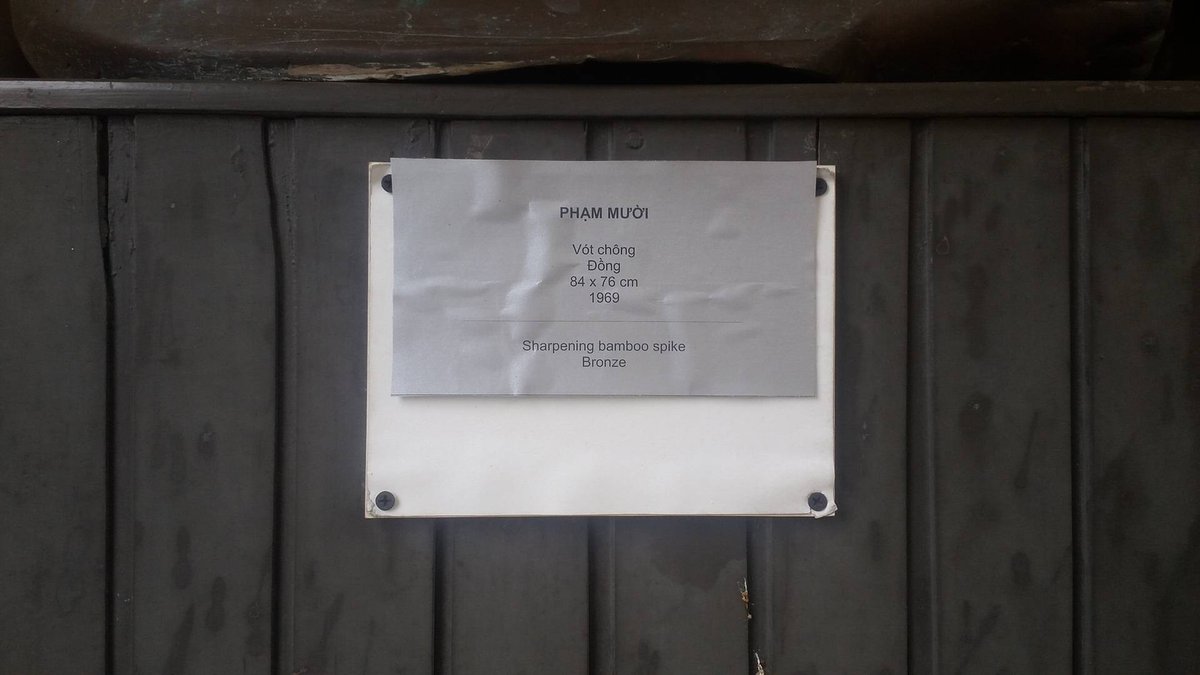 PHẠM MƯỜI
Vót chông
Đồng
84 x 76 cm
1969
Sharpening bamboo spike
Bronze